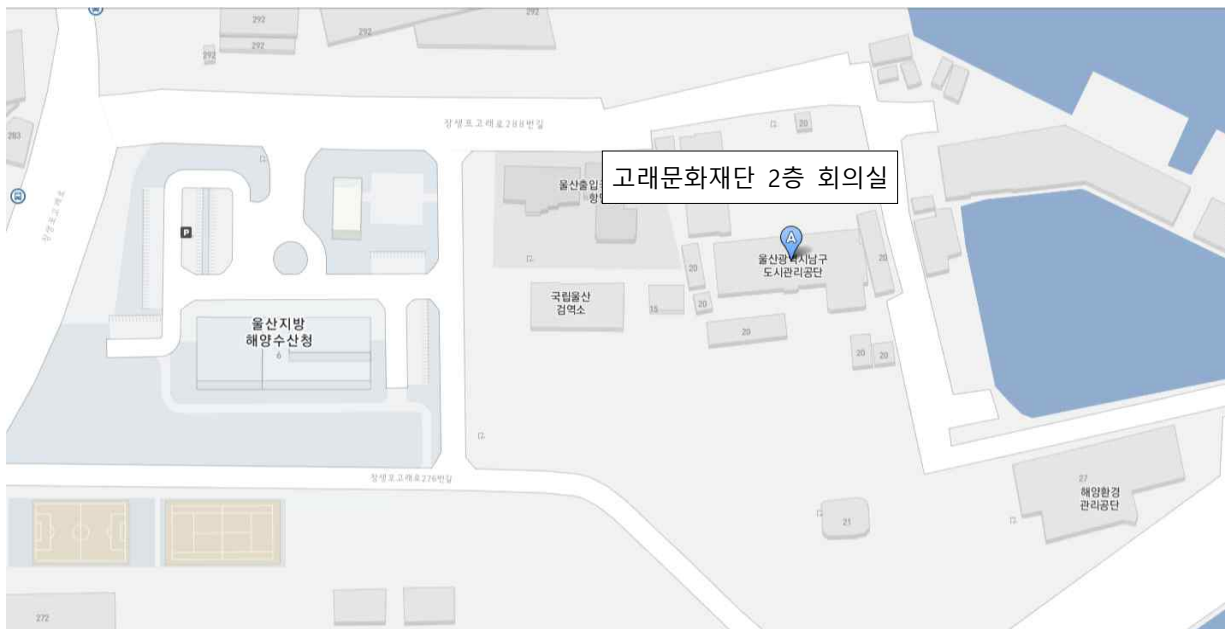 292
292
292
292
292
283
장생포고래로288번길
20
고래문화재단 2층 회의실
울산출입
장생포고래로
P
A
울산광역시남구
도시관리공단
20
20
국립울산
검역소
15
20
20
20
20
울산지방
해양수산청
6
장생포고래로276번길
27
해양환경
관리공단
21
272